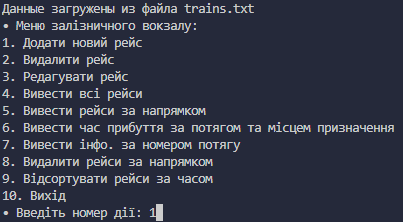 Данные загружены из файла trains.txt
• Меню залізничного вокзалу:
1. Додати новий рейс
2. Видалити рейс
3. Редагувати рейс
4. Вивести всі рейси
5. Вивести рейси за напрямком
6. Вивести час прибуття за потягом та місцем призначення
7. Вивести інфо. за номером потягу
8. Видалити рейси за напрямком
9. Відсортувати рейси за часом
10. Вихід
• Введіть номер дії: 1